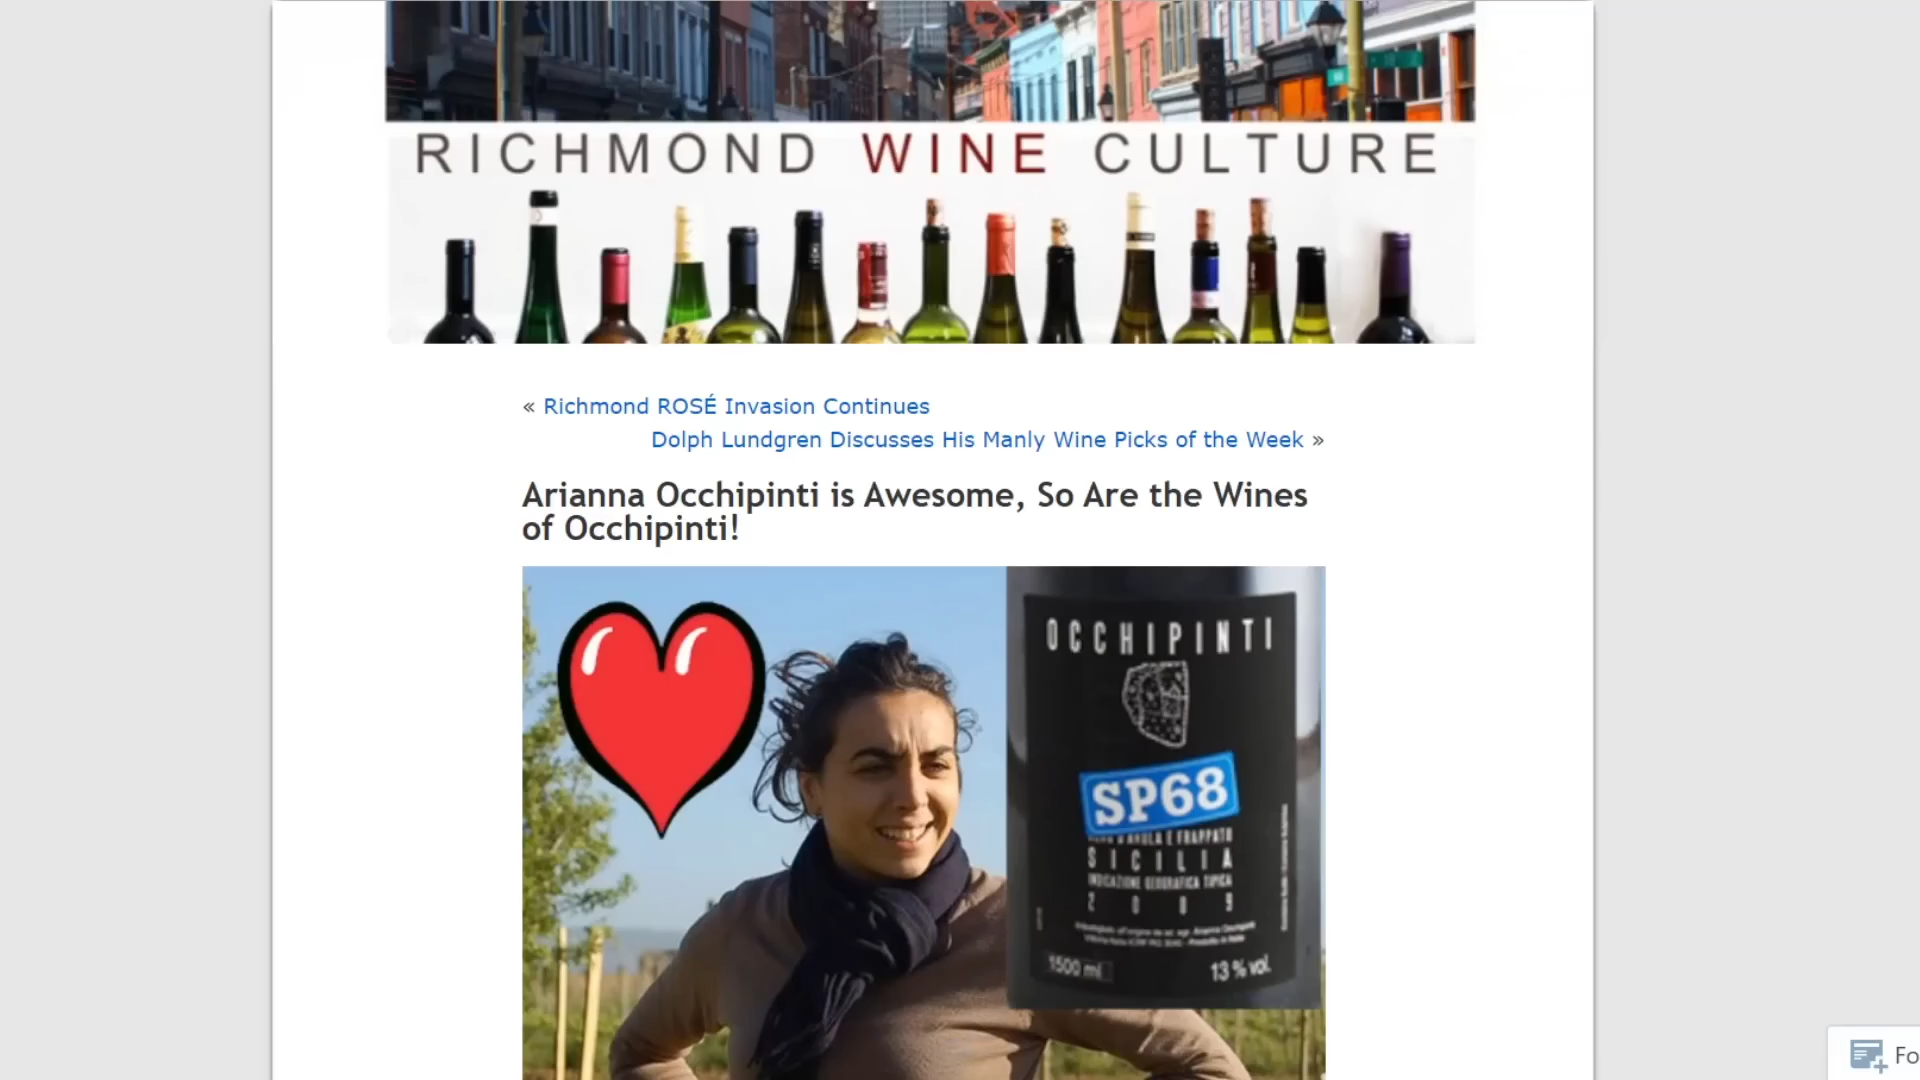 RICHMOND WINE CULTURE
« Richmond ROSÉ Invasion Continues
Dolph Lundgren Discusses His Manly Wine Picks of the Week »
Arianna Occhipinti is Awesome, So Are the Wines
of Occhipinti!
OCCHIPINTI
SP68
E FRAPPATO
SICILIA
INDICAZIONE GEOGRAFICA TIPICA
2009
1500 ml
13 % vol.
Fo